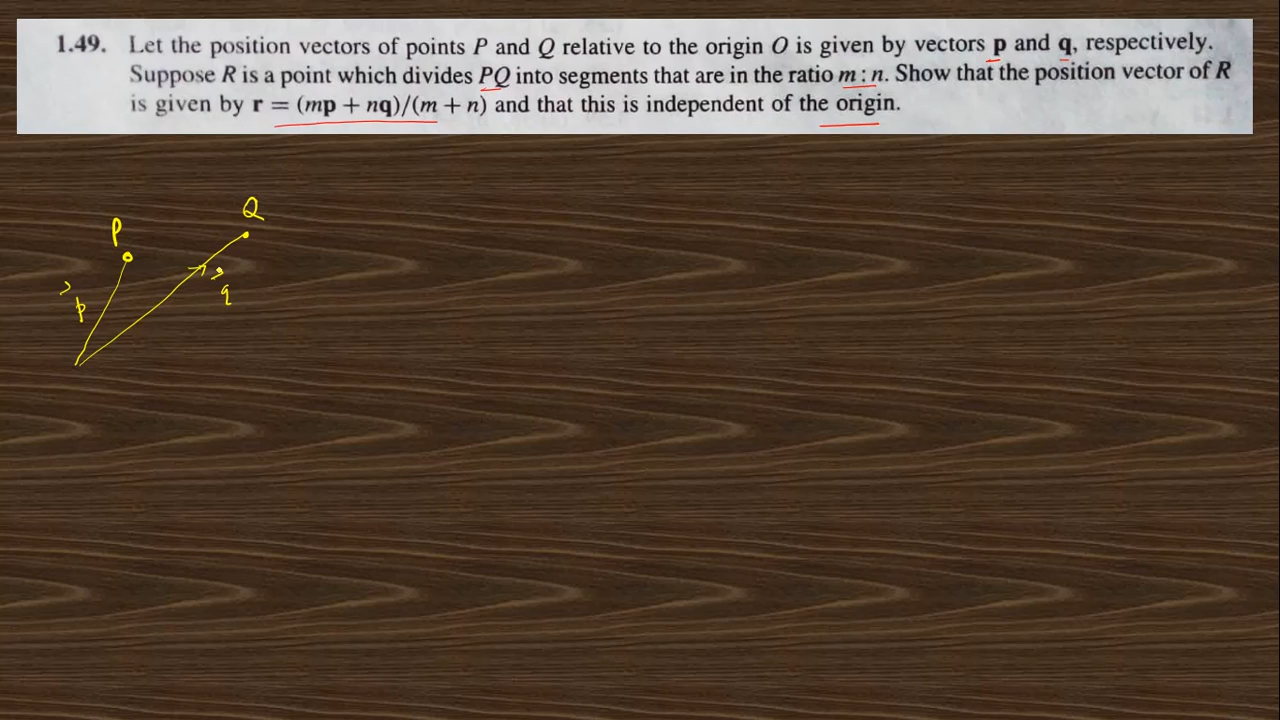 1.49. Let the position vectors of points P and Q relative to the origin O is given by vectors p and q, respectively.
Suppose R is a point which divides PQ into segments that are in the ratio m : n. Show that the position vector of R
is given by r = (mp + nq)/(m + n) and that this is independent of the origin.
P
Q
p
q